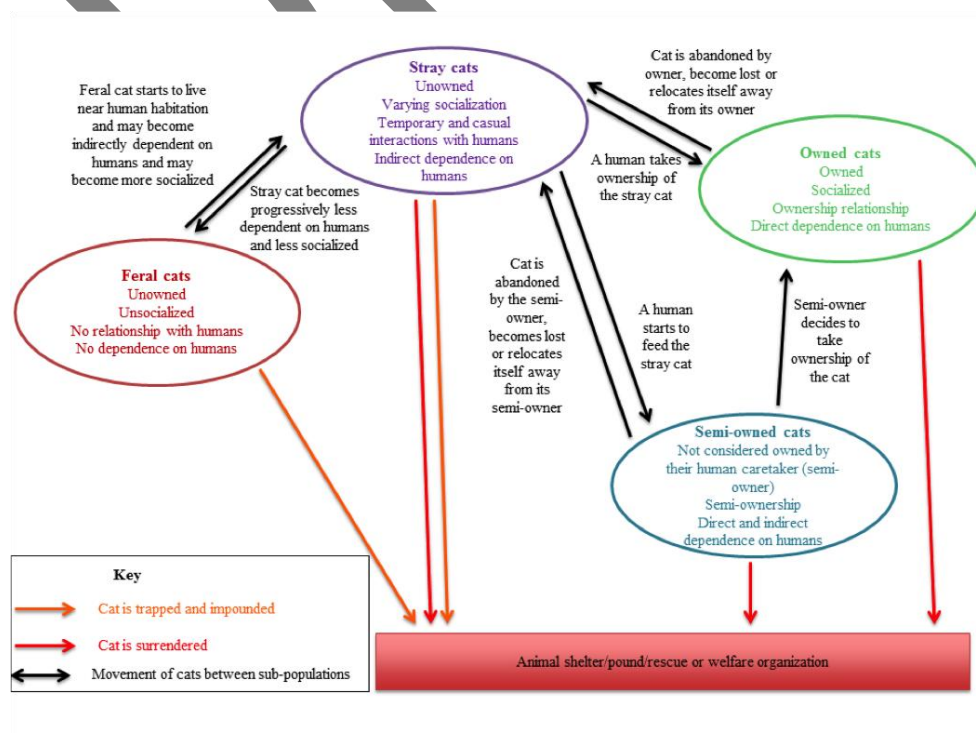 Stray cats
Unowned
Varying socialization
Temporary and casual
interactions with humans
Indirect dependence on
humans
Cat is abandoned by
owner, become lost or
relocates itself away
from its owner
Feral cat starts to live
near human habitation
and may become
indirectly dependent on
humans and may
become more socialized
A human takes
ownership of
the stray cat
Owned cats
Owned
Socialized
Ownership relationship
Direct dependence on humans
Stray cat becomes
progressively less
dependent on humans
and less socialized
Feral cats
Unowned
Unsocialized
No relationship with humans
No dependence on humans
Cat is
abandoned
by the semi-
owner,
becomes lost
or relocates
itself away
from its
semi-owner
A human
starts to
feed the
stray cat
Semi-owner
decides to
take
ownership of
the cat
Semi-owned cats
Not considered owned by
their human caretaker (semi-
owner)
Semi-ownership
Direct and indirect
dependence on humans
Key
Cat is trapped and impounded
Cat is surrendered
Movement of cats between sub-populations
Animal shelter/pound/rescue or welfare organization